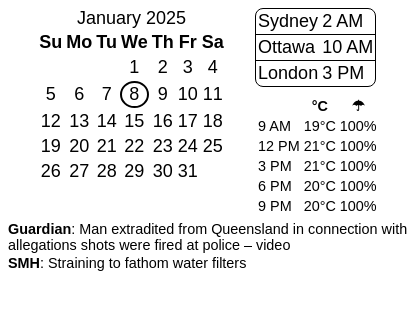 January 2025
Su Mo Tu We Th Fr Sa
1 2 3 4
5 6 7 8 9 10 11
12 13 14 15 16 17 18
19 20 21 22 23 24 25
26 27 28 29 30 31
Sydney 2 AM
Ottawa 10 AM
London 3 PM
°C ☂
9 AM 19°C 100%
12 PM 21°C 100%
3 PM 21°C 100%
6 PM 20°C 100%
9 PM 20°C 100%
Guardian: Man extradited from Queensland in connection with
allegations shots were fired at police – video
SMH: Straining to fathom water filters